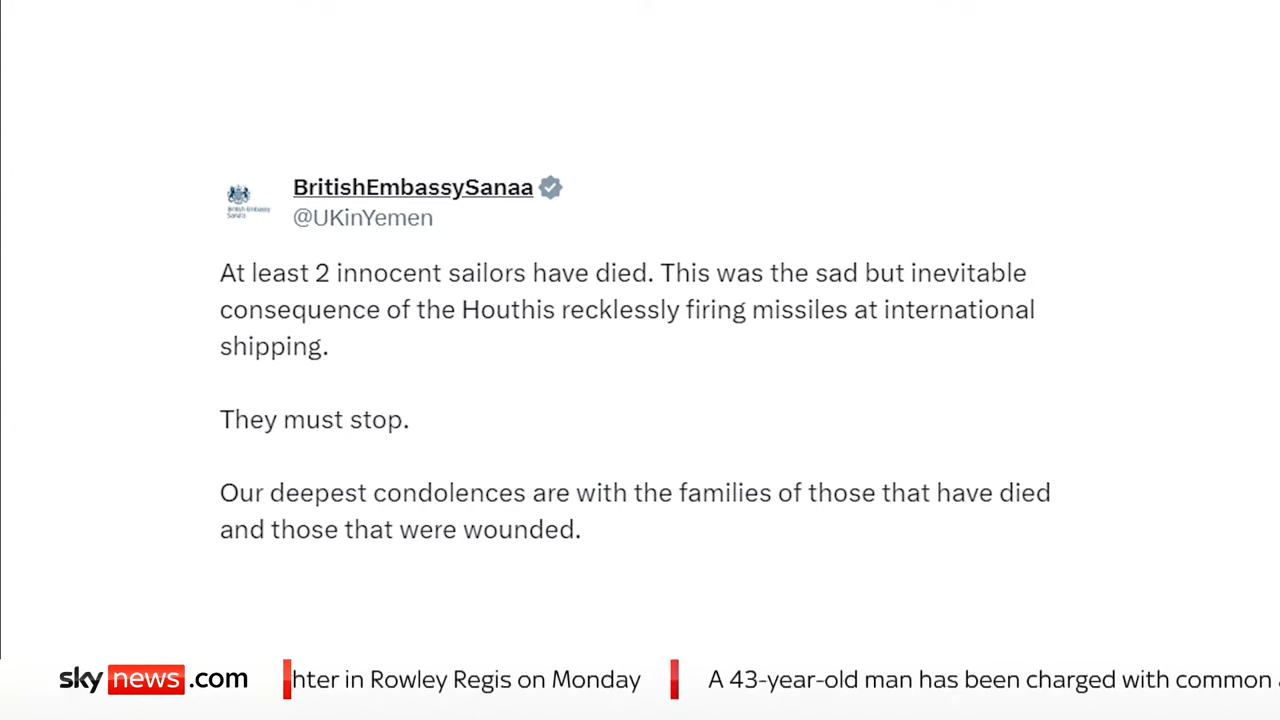 BritishEmbassySanaa
@UKinYemen
At least 2 innocent sailors have died. This was the sad but inevitable
consequence of the Houthis recklessly firing missiles at international
shipping.
They must stop.
Our deepest condolences are with the families of those that have died
and those that were wounded.
sky news .com hter in Rowley Regis on Monday A 43-year-old man has been charged with common